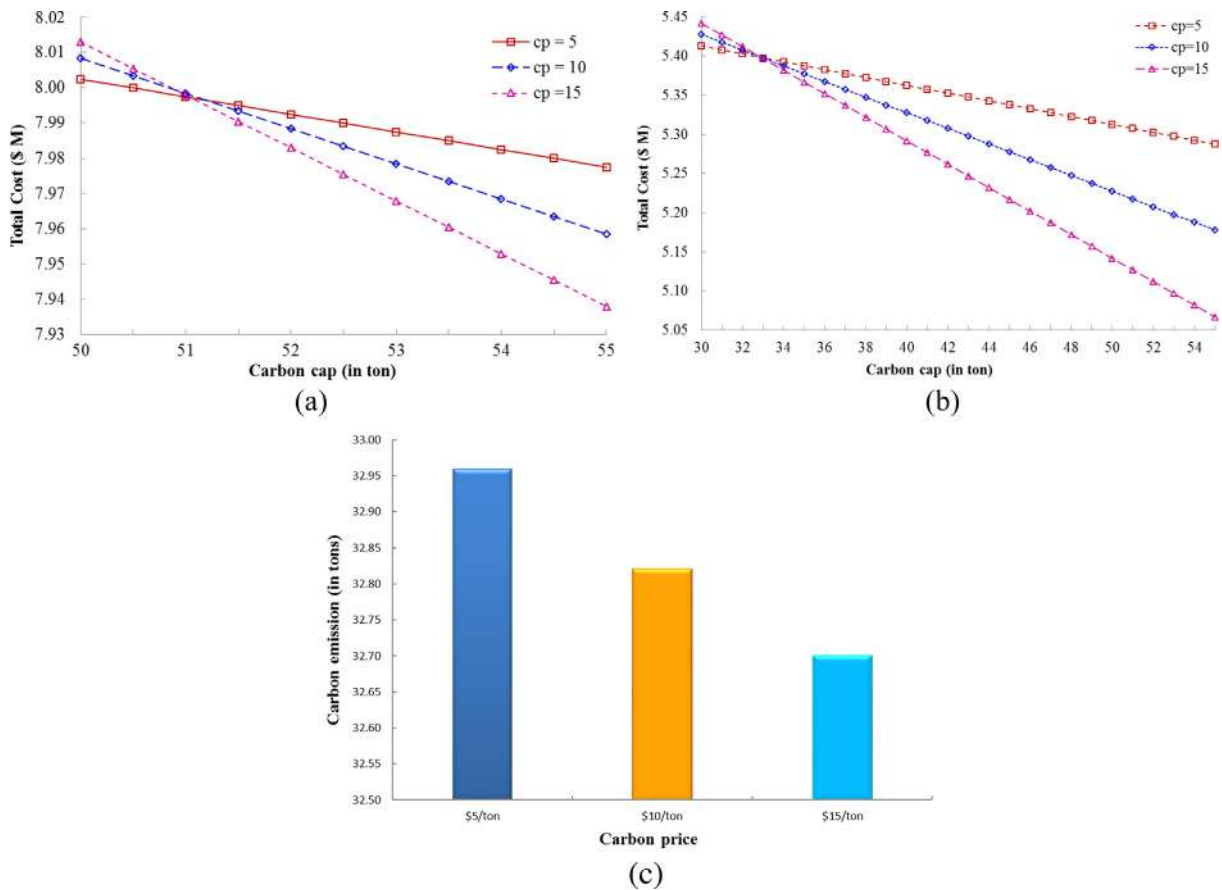 8.02
8.01
8.00
7.99
7.98
7.97
7.96
7.95
7.94
7.93
Total Cost ($ M)
cp = 5
cp = 10
cp =15
50 51 52 53 54 55
Carbon cap (in ton)
(a)
5.45
5.40
5.35
5.30
5.25
5.20
5.15
5.10
5.05
Total Cost ($ M)
cp=5
cp=10
cp=15
30 32 34 36 38 40 42 44 46 48 50 52 54
Carbon cap (in ton)
(b)
33.00
32.95
32.90
32.85
32.80
32.75
32.70
32.65
32.60
32.55
32.50
Carbon emission (in tons)
$5/ton $10/ton $15/ton
Carbon price
(c)